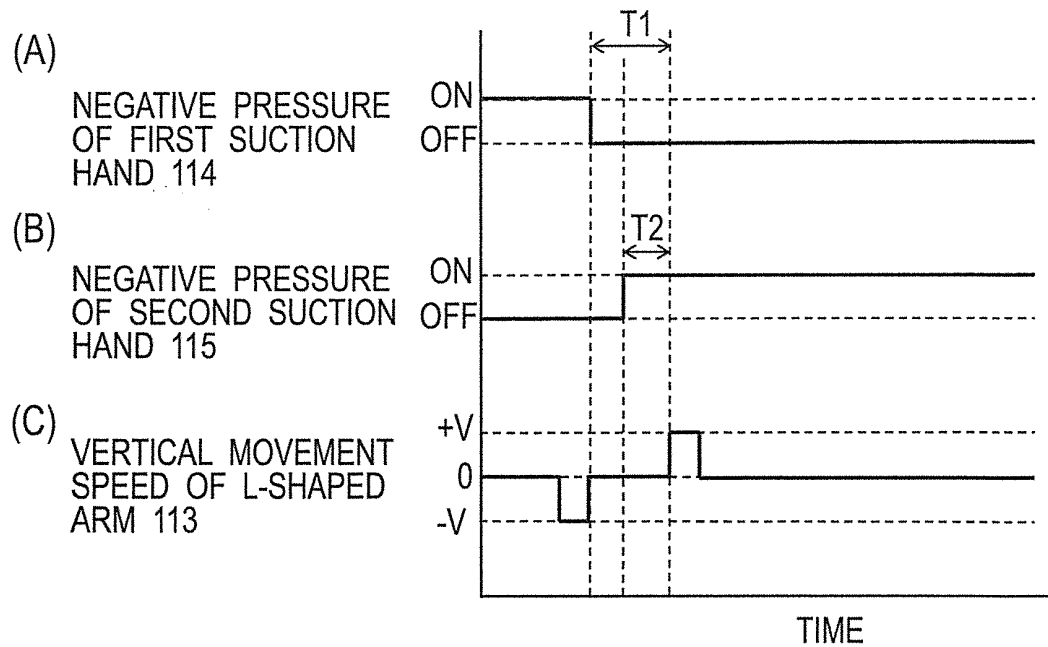 T1
(A)
NEGATIVE PRESSURE
OF FIRST SUCTION
HAND 114
ON
OFF
(B)
T2
NEGATIVE PRESSURE
OF SECOND SUCTION
HAND 115
ON
OFF
(C)
VERTICAL MOVEMENT
SPEED OF L-SHAPED
ARM 113
+V
0
-V
TIME